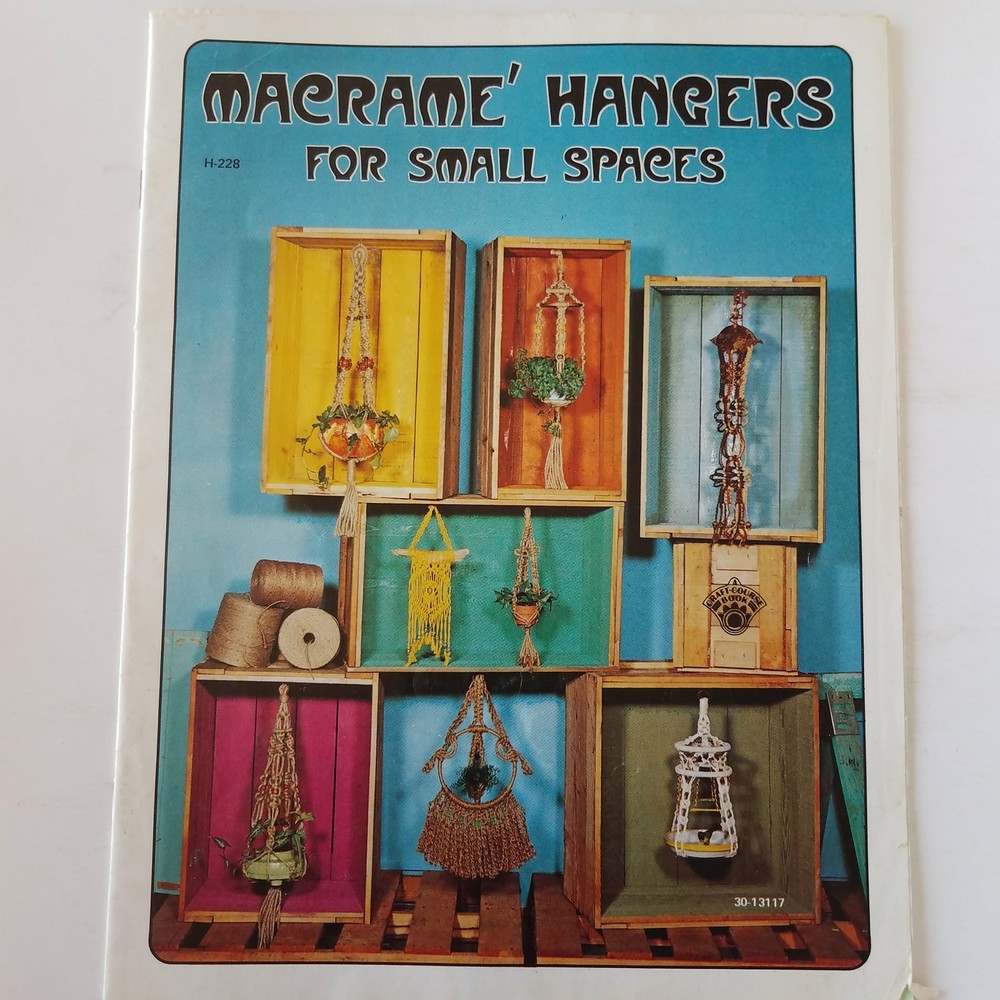 MACRAME' HANGERS
H-228
FOR SMALL SPACES
A
CRAFT-COURSE
BOOK
30-13117